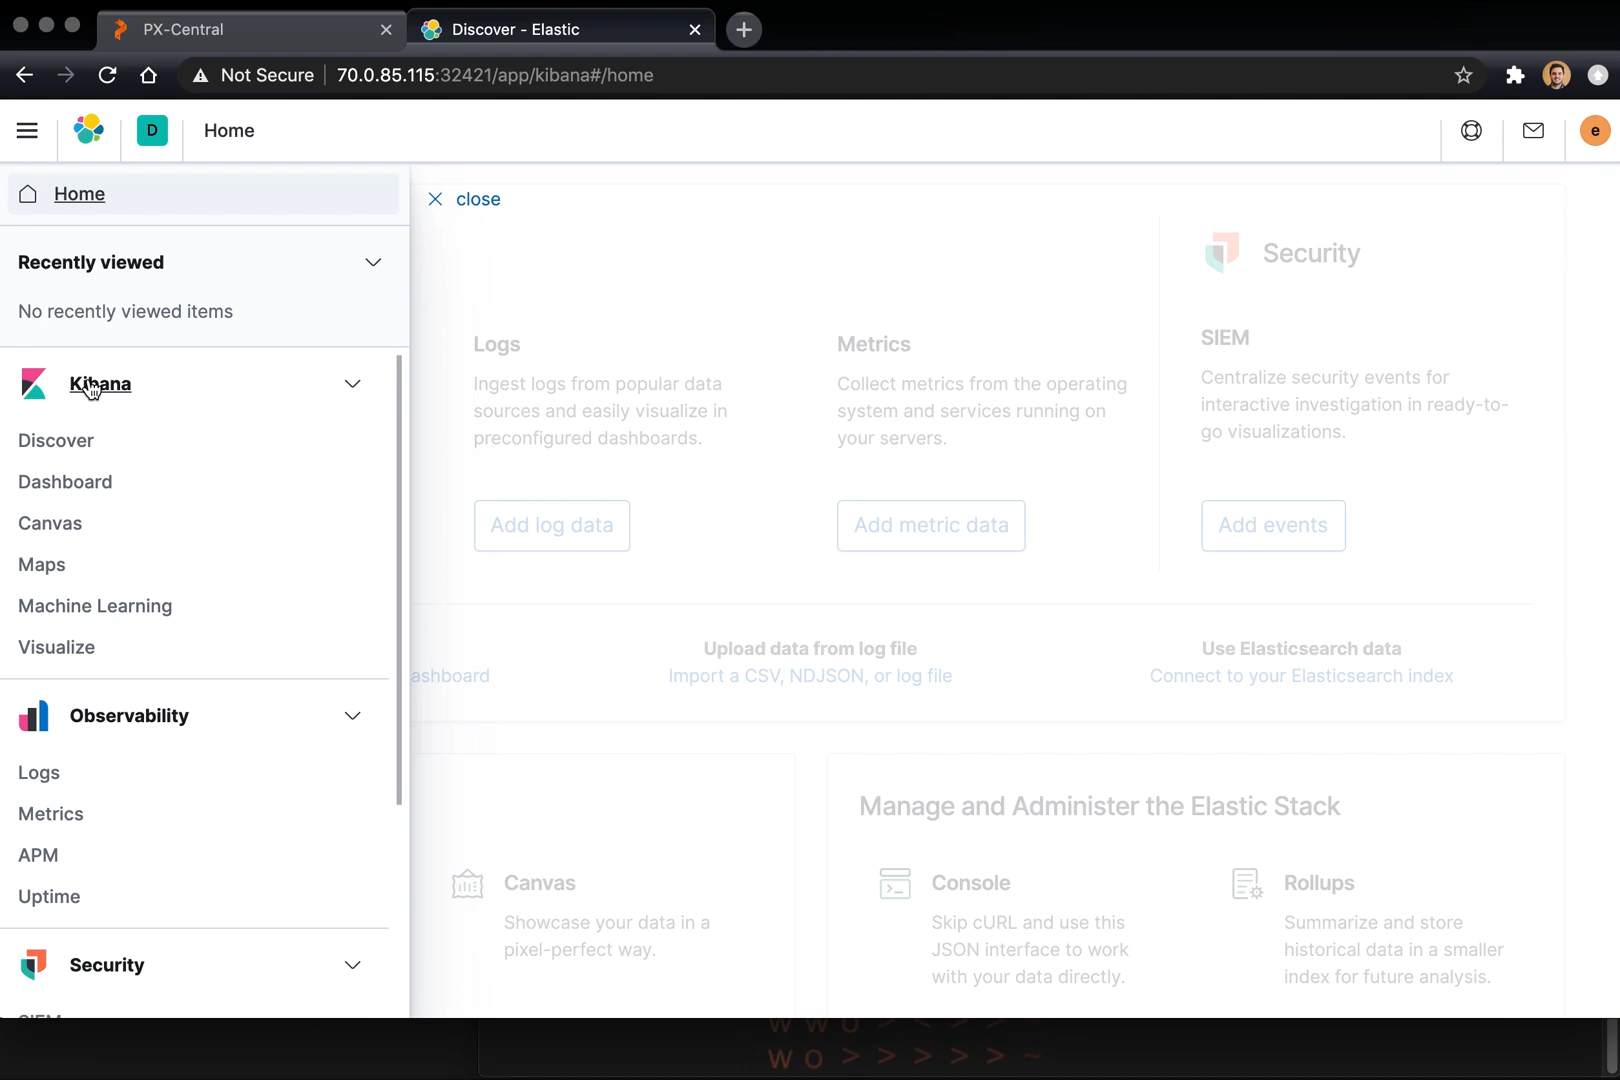 PX-Central
Discover - Elastic
Not Secure
70.0.85.115:32421/app/kibana#/home
D
Home
e
Home
close
Recently viewed
No recently viewed items
Kibana
Discover
Dashboard
Canvas
Maps
Machine Learning
Visualize
Observability
Logs
Metrics
APM
Uptime
Security
SIEM
Logs
Ingest logs from popular data
sources and easily visualize in
preconfigured dashboards.
Add log data
Metrics
Collect metrics from the operating
system and services running on
your servers.
Add metric data
Security
SIEM
Centralize security events for
interactive investigation in ready-to-
go visualizations.
Add events
ashboard
Upload data from log file
Import a CSV, NDJSON, or log file
Use Elasticsearch data
Connect to your Elasticsearch index
Canvas
Showcase your data in a
pixel-perfect way.
Manage and Administer the Elastic Stack
Console
Skip cURL and use this
JSON interface to work
with your data directly.
Rollups
Summarize and store
historical data in a smaller
index for future analysis.
W O > > > > > ~